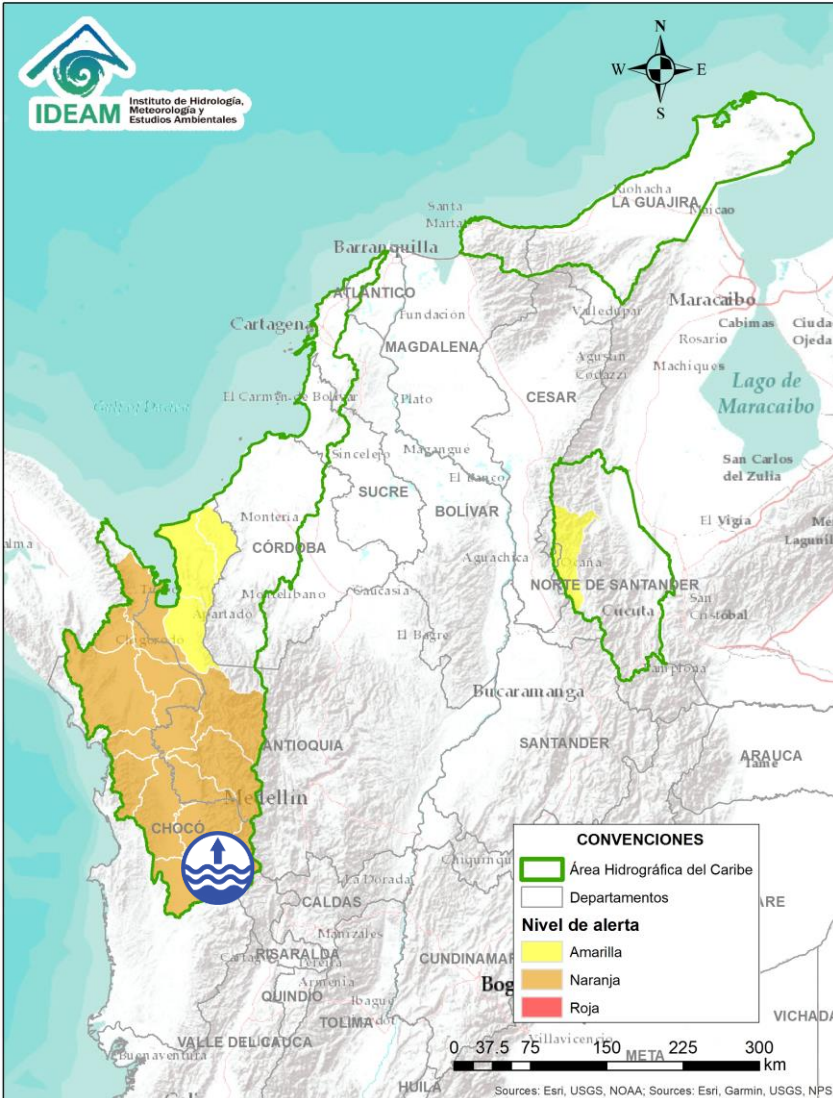 IDEAM
Instituto de Hidrología,
Meteorología y
Estudios Ambientales
N
W
E
S
Riohacha
LA GUAJIRA
Maicao
Santa
Marta
Barranquilla
ATLÁNTICO
Maracaibo
Cabimas
Ciudad
Ojeda
Fundación
Valledupar
Cartagena
Rosario
MAGDALENA
Machiques
Agustín
Codazzi
Lago de
Maracaibo
CESAR
El Carmen de Bolívar
Plato
Sincelejo
Magangué
San Carlos
del Zulia
El Banco
SUCRE
BOLÍVAR
Montería
CÓRDOBA
El Vigía
Aguachica
Ocaña
NORTE DE SANTANDER
Montelíbano
Caucasia
San
Cristóbal
Cucuta
Apartadó
El Bagre
Pamplona
Bucaramanga
ANTIOQUIA
SANTANDER
ARAUCA
Tame
Medellín
CHOCÓ
La Dorada
CALDAS
Manizales
RISARALDA
Pereira
CUNDINAMAR
Armenia
QUINDIO
Ibagué
Bog
TOLIMA
VICHADA
VALLE DEL CAUCA
Villavicencio
META
Buenaventura
HUILA
CONVENCIONES
Área Hidrográfica del Caribe
Departamentos
Nivel de alerta
Amarilla
Naranja
Roja
0 37.5 75 150 225 300
km
Sources: Esri, USGS, NOAA; Sources: Esri, Garmin, USGS, NPS